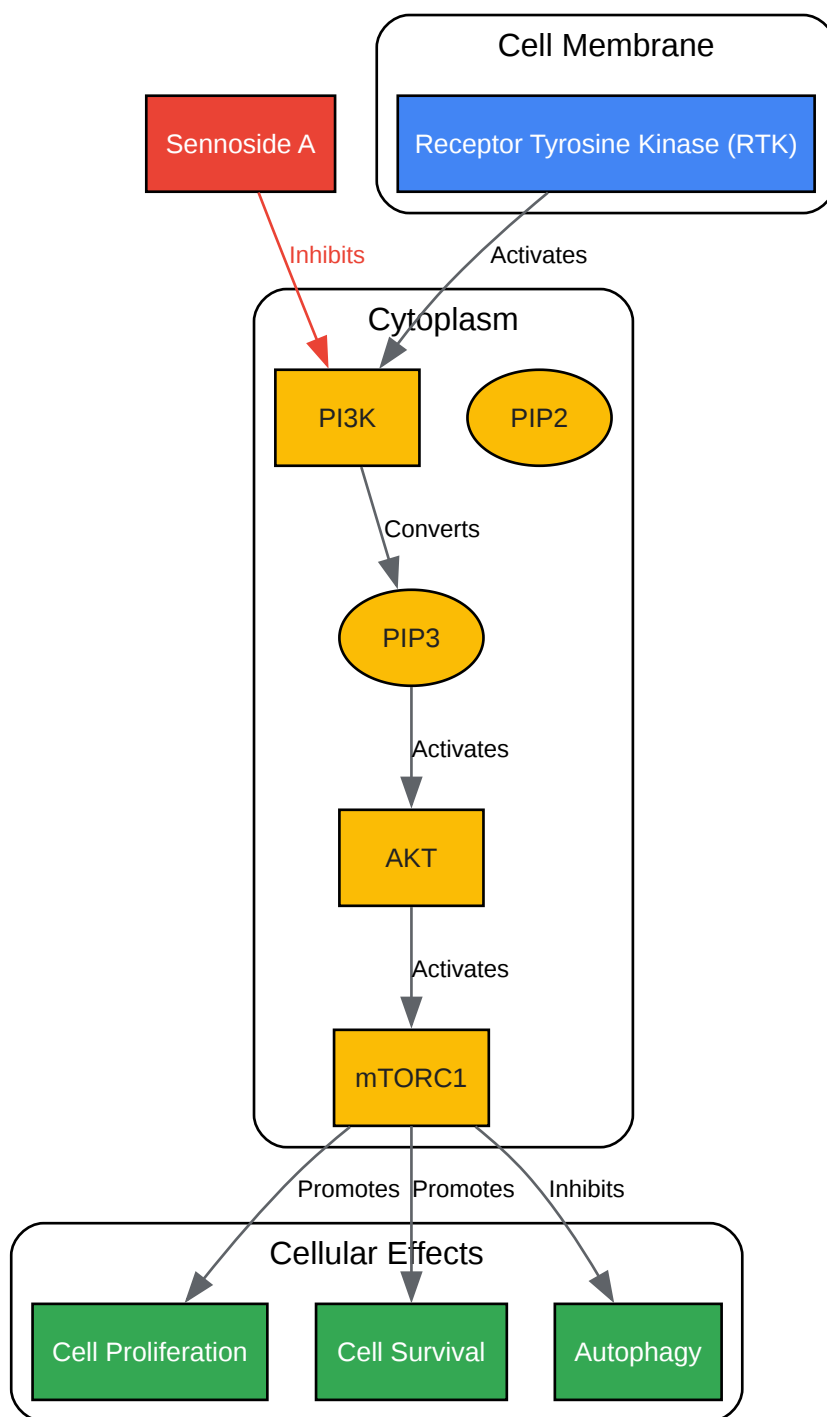 Cell Membrane
Sennoside A
Receptor Tyrosine Kinase (RTK)
Inhibits
Activates
Cytoplasm
PI3K
PIP2
Converts
PIP3
Activates
AKT
Activates
mTORC1
Promotes
Promotes
Inhibits
Cellular Effects
Cell Proliferation
Cell Survival
Autophagy